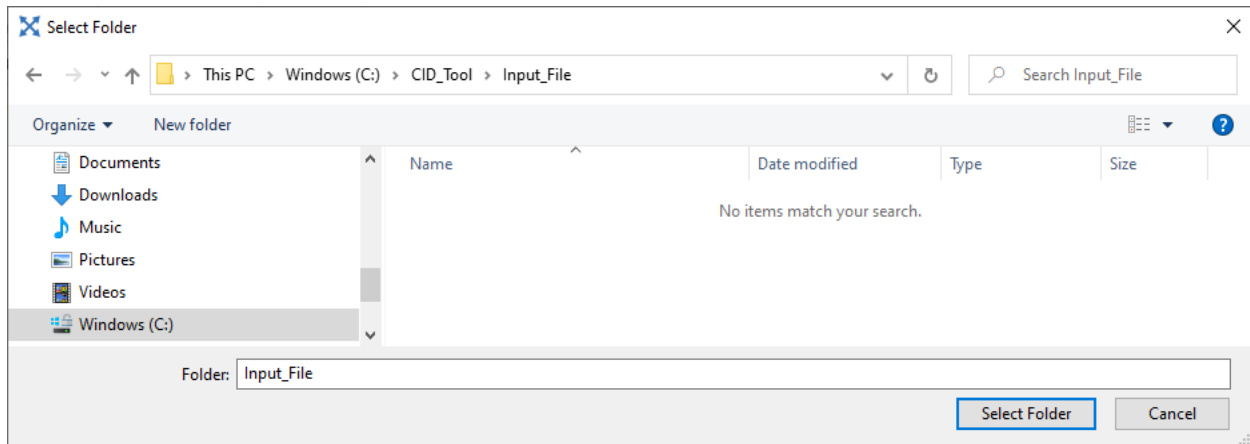 Select Folder
This PC > Windows (C:) > CID_Tool > Input_File
Search Input_File
Organize
New folder
?
Documents
Name
Date modified
Type
Size
Downloads
No items match your search.
Music
Pictures
Videos
Windows (C:)
Folder: Input_File
Select Folder
Cancel